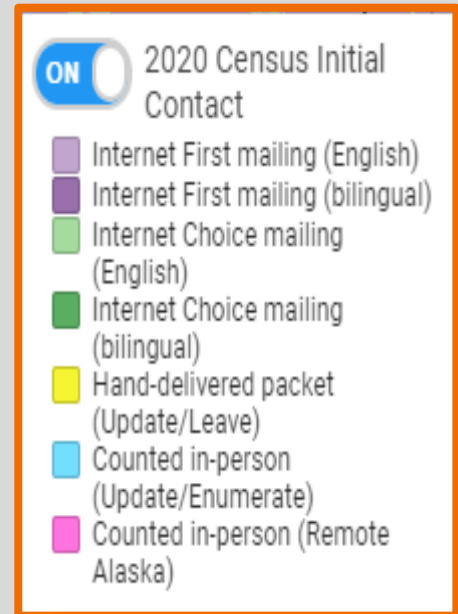 ON
2020 Census Initial
Contact
Internet First mailing (English)
Internet First mailing (bilingual)
Internet Choice mailing
(English)
Internet Choice mailing
(bilingual)
Hand-delivered packet
(Update/Leave)
Counted in-person
(Update/Enumerate)
Counted in-person (Remote
Alaska)